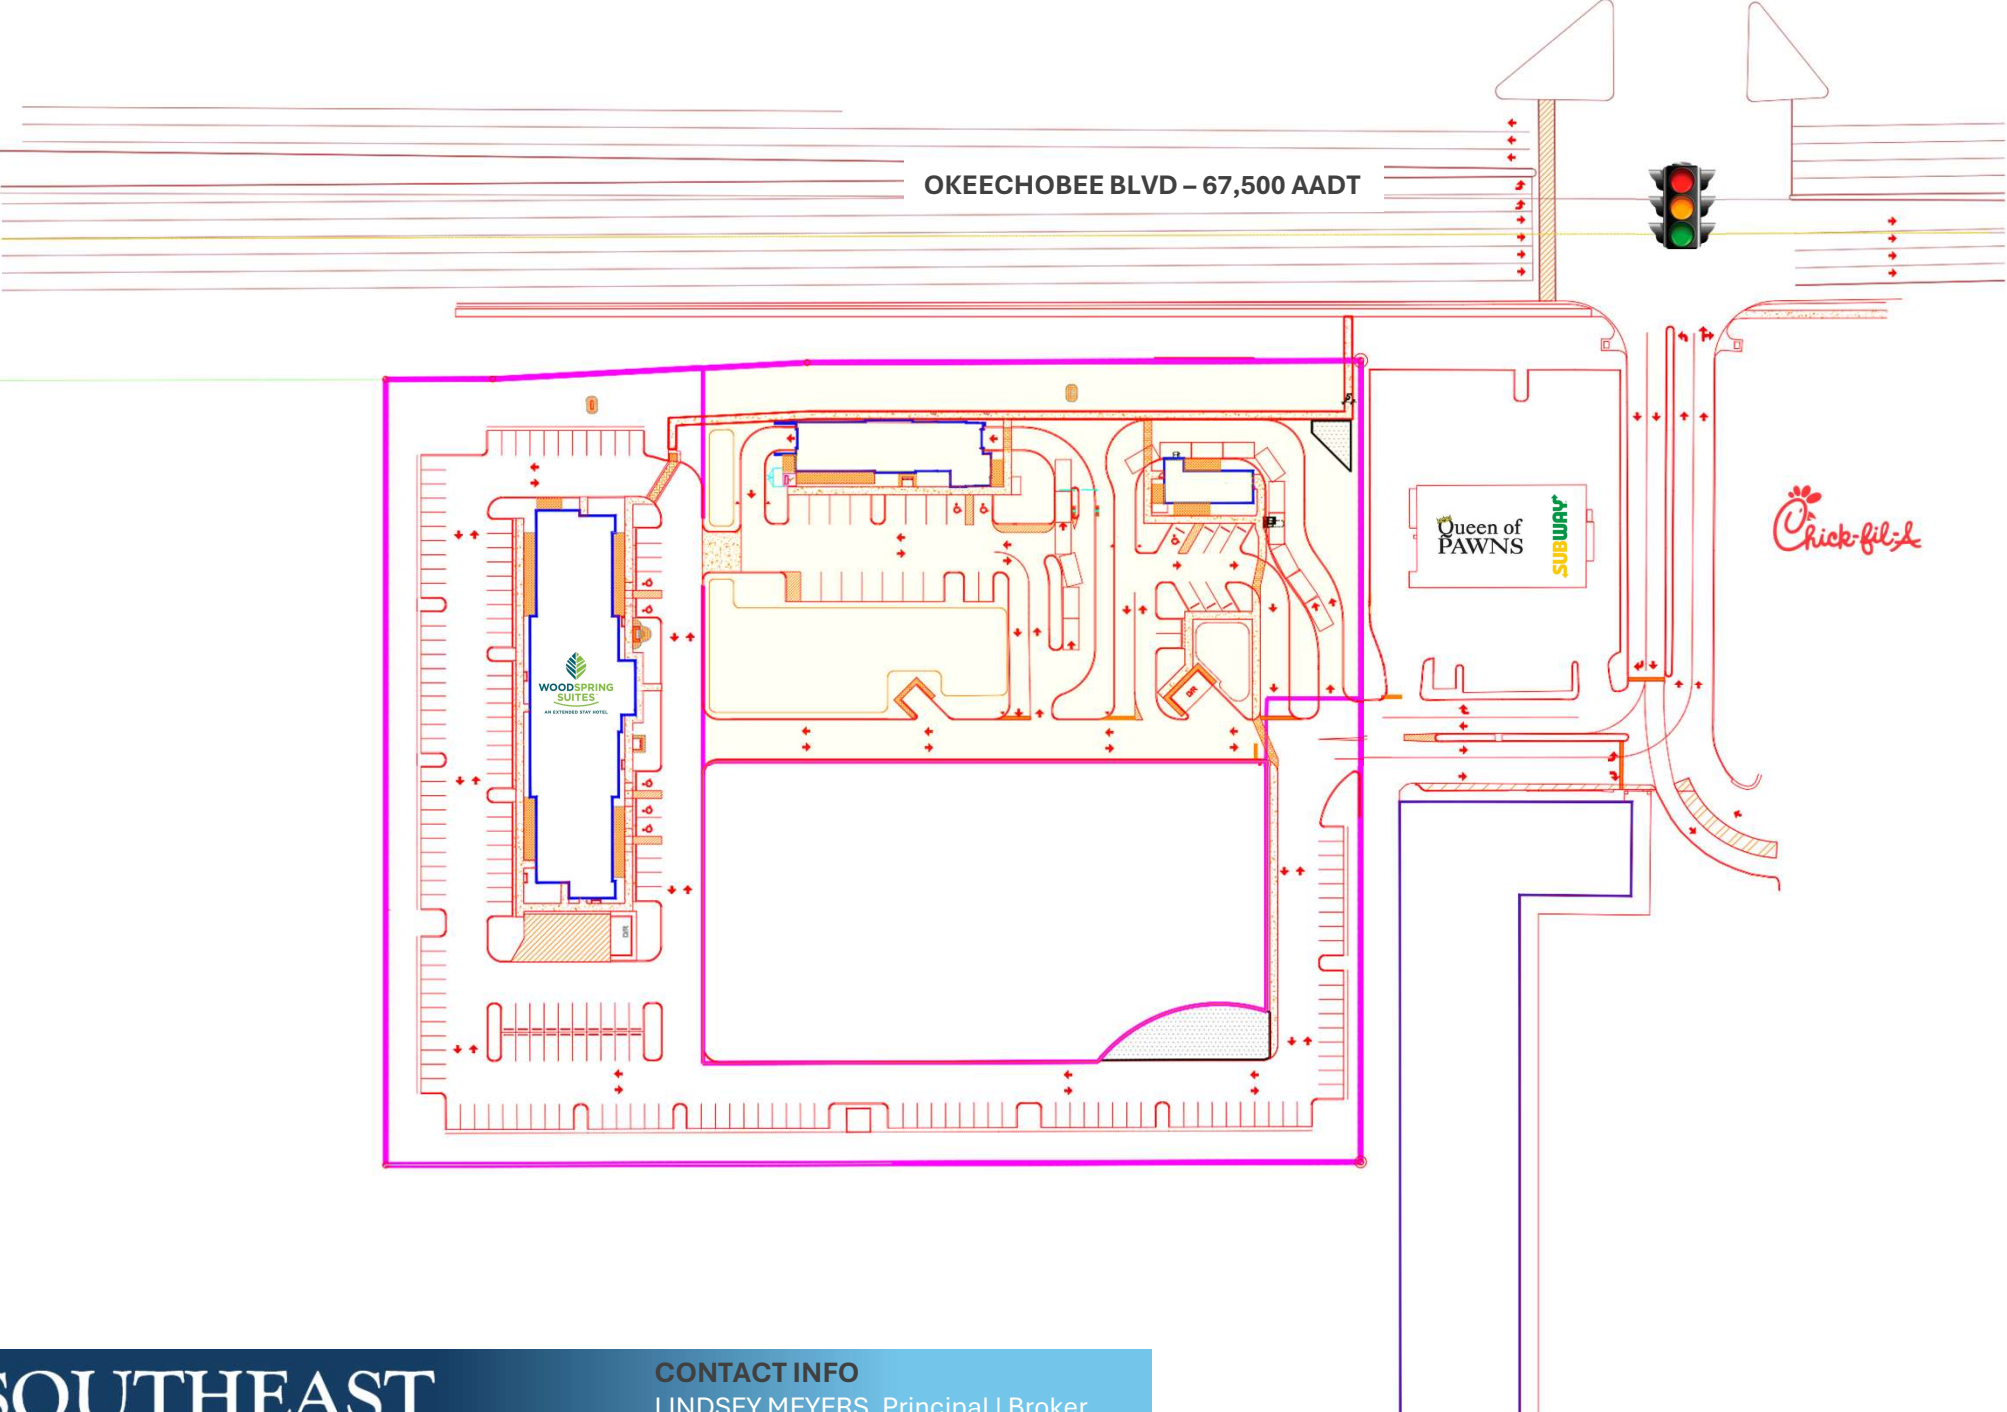 OKEECHOBEE BLVD – 67,500 AADT
Queen of
PAWNS
SUBWAY
Chick-fil-A
WOODSPRING
SUITES
AN EXTENDED STAY HOTEL
D/R
D/R
SOUTHEAST
CONTACT INFO
LINDSEY MEYERS, Principal | Broker